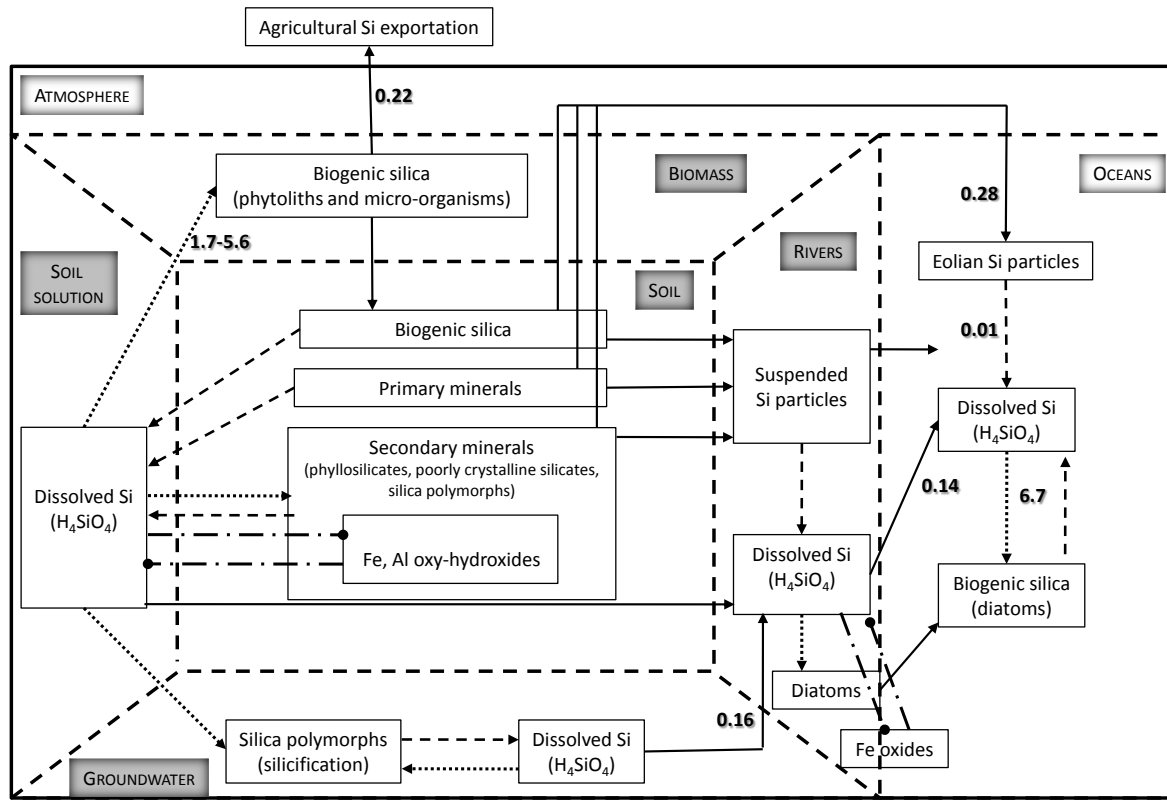 Agricultural Si exportation
ATMOSPHERE
0.22
Biogenic silica
(phytoliths and micro-organisms)
BIOMASS
OCEANS
0.28
1.7-5.6
RIVERS
Eolian Si particles
SOIL
SOLUTION
SOIL
Biogenic silica
0.01
Primary minerals
Suspended
Si particles
Dissolved Si
(H₄SiO₄)
Secondary minerals
(phyllosilicates, poorly crystalline silicates,
silica polymorphs)
Dissolved Si
(H₄SiO₄)
0.14
6.7
Fe, Al oxy-hydroxides
Dissolved Si
(H₄SiO₄)
Biogenic silica
(diatoms)
Diatoms
0.16
Silica polymorphs
(silicification)
Dissolved Si
(H₄SiO₄)
Fe oxides
GROUNDWATER